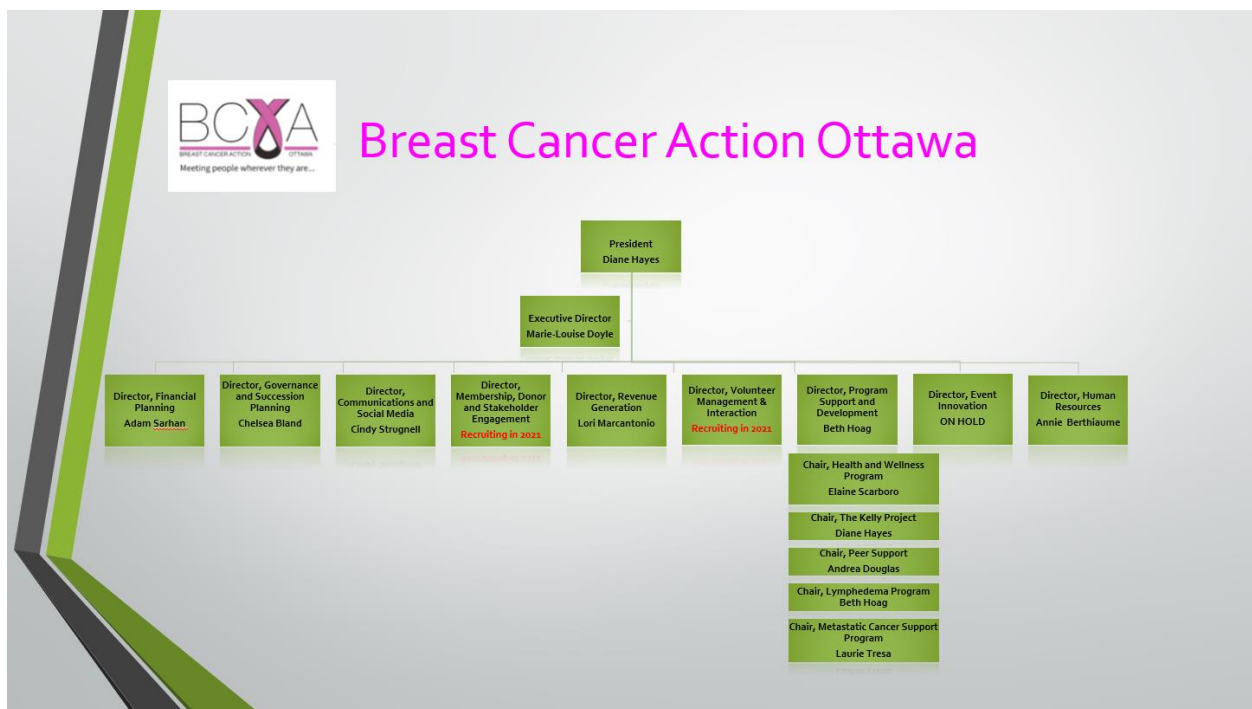 BCA
BREAST CANCER ACTION OTTAWA
Meeting people wherever they are...
Breast Cancer Action Ottawa
President
Diane Hayes
Executive Director
Marie-Louise Doyle
Director, Financial
Planning
Adam Sarhan
Director, Governance
and Succession
Planning
Chelsea Bland
Director,
Communications and
Social Media
Cindy Strugnell
Director,
Membership, Donor
and Stakeholder
Engagement
Recruiting in 2021
Director, Revenue
Generation
Lori Marcantonio
Director, Volunteer
Management &
Interaction
Recruiting in 2021
Director, Program
Support and
Development
Beth Hoag
Director, Event
Innovation
ON HOLD
Director, Human
Resources
Annie Berthiaume
Chair, Health and Wellness
Program
Elaine Scarboro
Chair, The Kelly Project
Diane Hayes
Chair, Peer Support
Andrea Douglas
Chair, Lymphedema Program
Beth Hoag
Chair, Metastatic Cancer Support
Program
Laurie Tresa